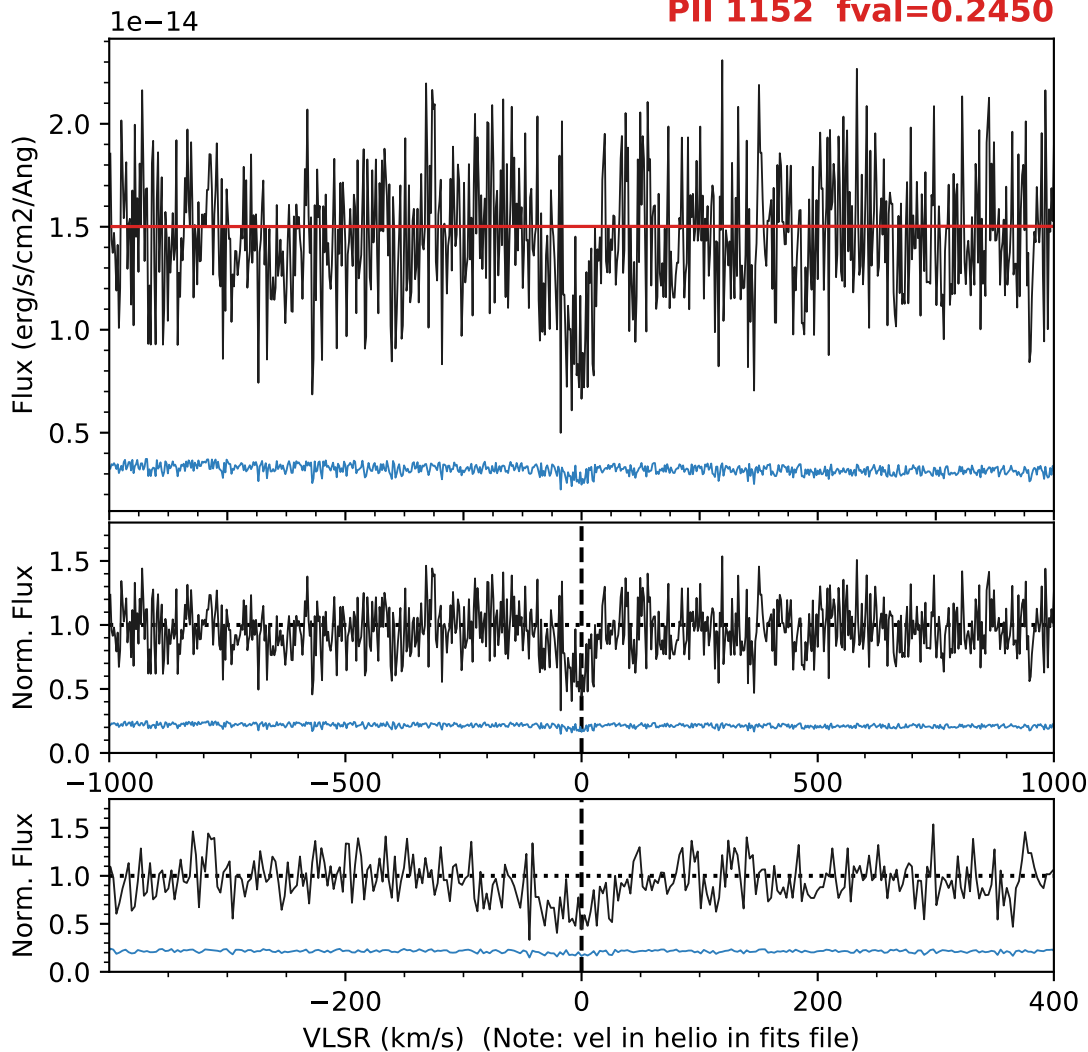 PII 1152 fval=0.2450
1e−14
2.0
1.5
1.0
0.5
Flux (erg/s/cm2/Ang)
1.5
1.0
0.5
0.0
Norm. Flux
−1000 −500 0 500 1000
1.5
1.0
0.5
0.0
Norm. Flux
−200 0 200 400
VLSR (km/s) (Note: vel in helio in fits file)